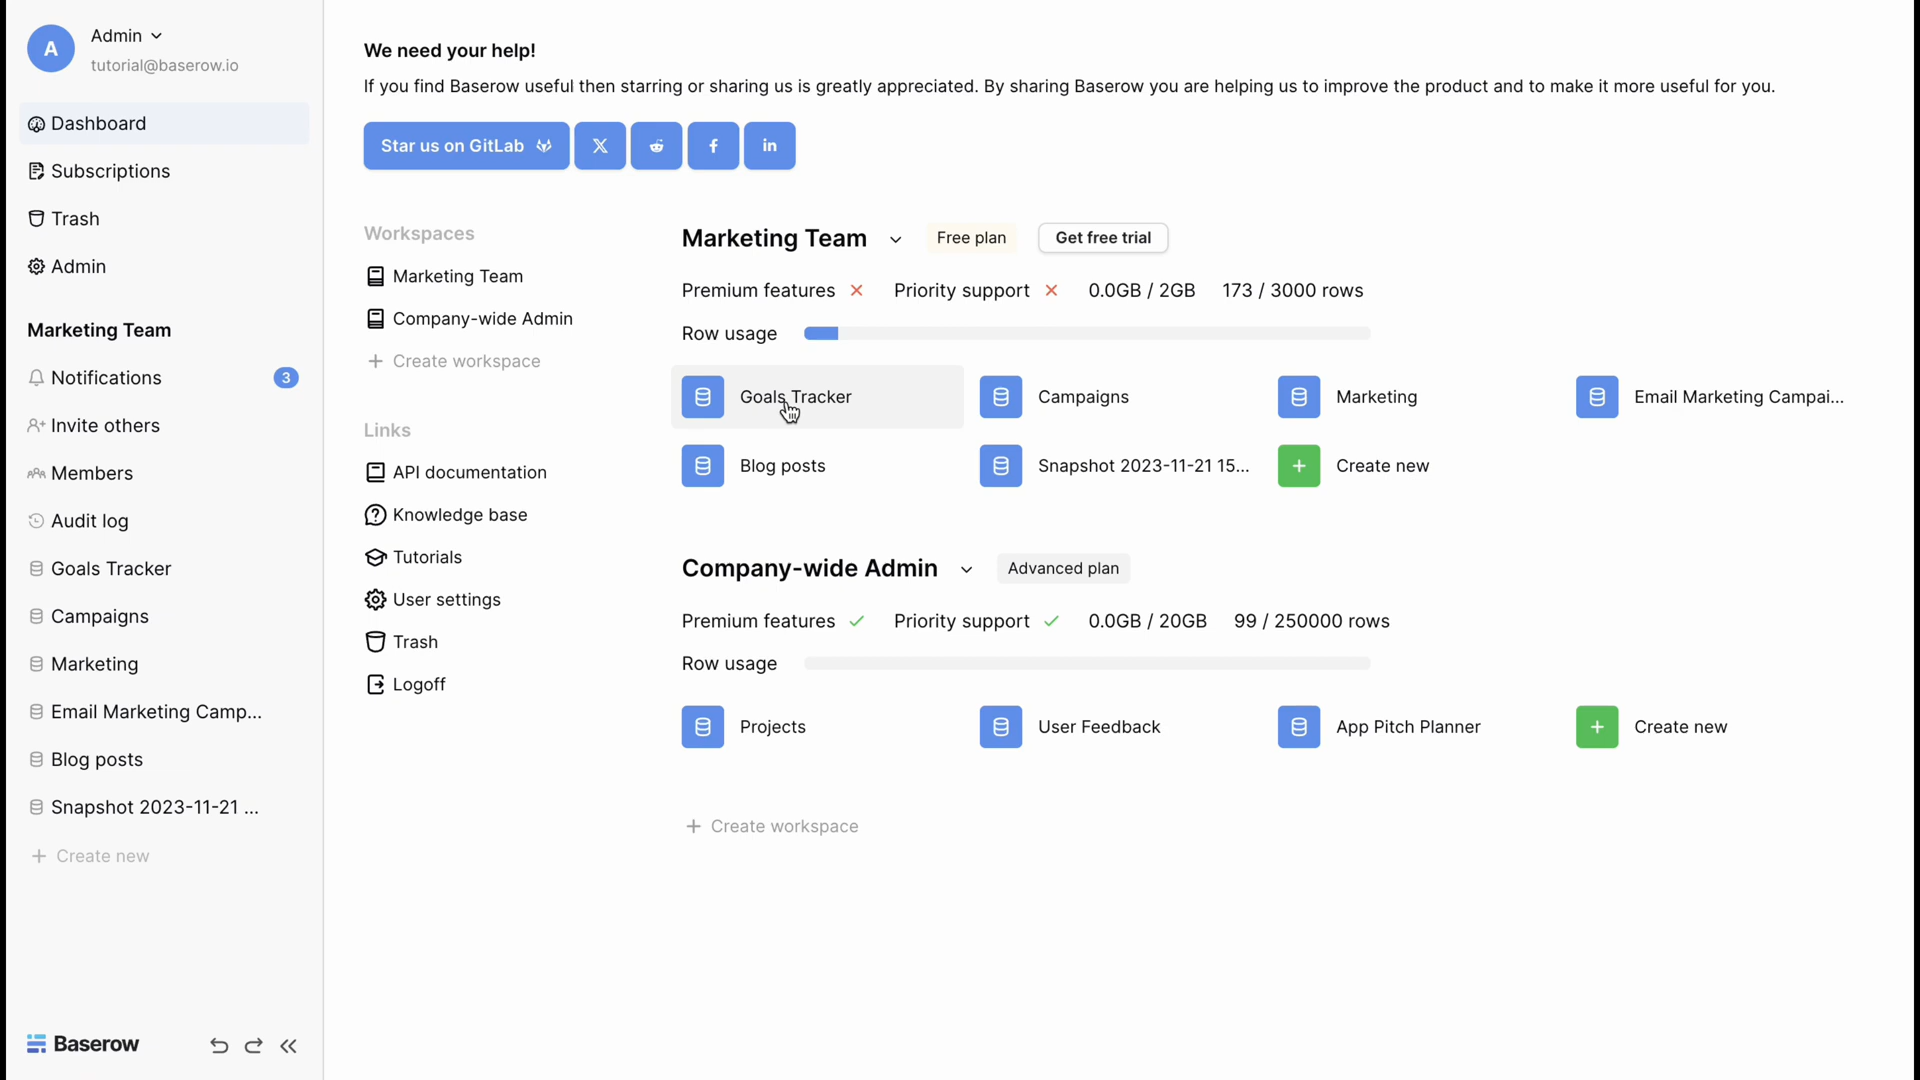 A
Admin
tutorial@baserow.io
Dashboard
Subscriptions
Trash
Admin
Marketing Team
Notifications 3
Invite others
Members
Audit log
Goals Tracker
Campaigns
Marketing
Email Marketing Camp...
Blog posts
Snapshot 2023-11-21 ...
+ Create new
Baserow
We need your help!
If you find Baserow useful then starring or sharing us is greatly appreciated. By sharing Baserow you are helping us to improve the product and to make it more useful for you.
Star us on GitLab
Workspaces
Marketing Team
Company-wide Admin
+ Create workspace
Links
API documentation
Knowledge base
Tutorials
User settings
Trash
Logoff
Marketing Team Free plan Get free trial
Premium features Priority support 0.0GB / 2GB 173 / 3000 rows
Row usage
Goals Tracker Campaigns Marketing Email Marketing Campai...
Blog posts Snapshot 2023-11-21 15... Create new
Company-wide Admin Advanced plan
Premium features Priority support 0.0GB / 20GB 99 / 250000 rows
Row usage
Projects User Feedback App Pitch Planner Create new
+ Create workspace